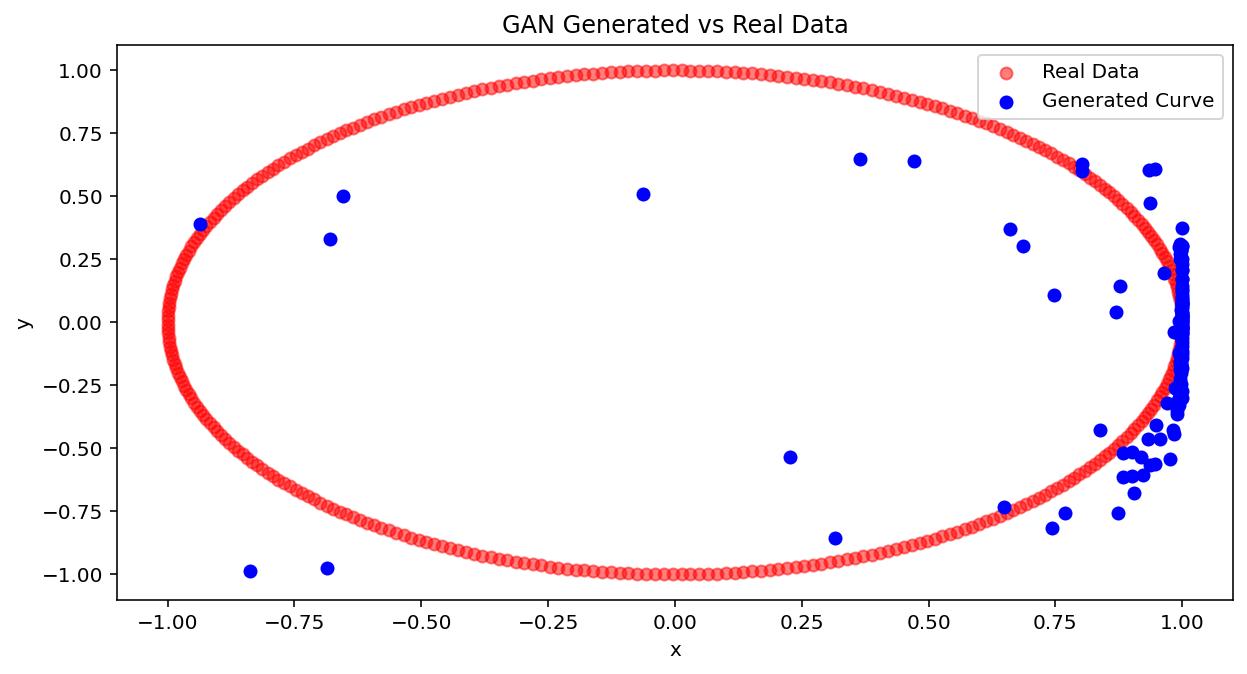 GAN Generated vs Real Data
Real Data
Generated Curve
1.00
0.75
0.50
0.25
0.00
−0.25
−0.50
−0.75
−1.00
y
−1.00 −0.75 −0.50 −0.25 0.00 0.25 0.50 0.75 1.00
x